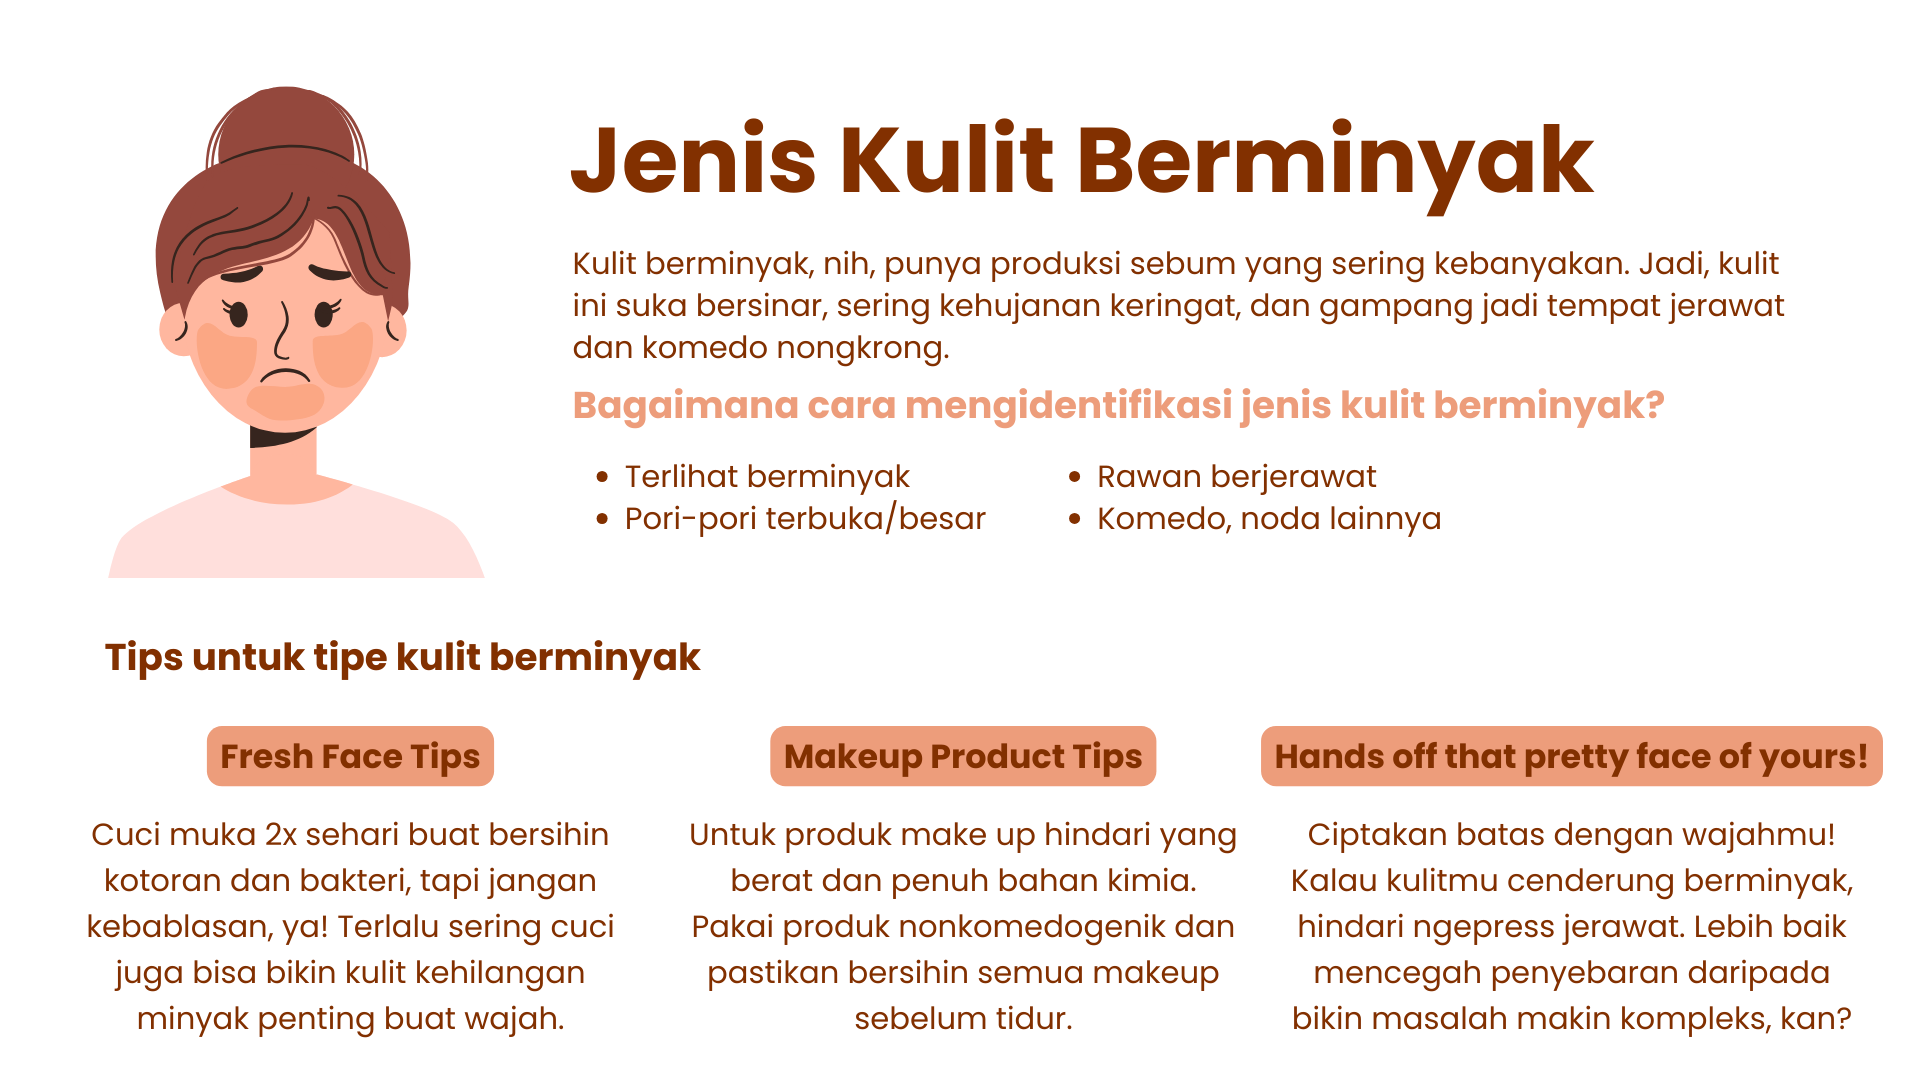 Jenis Kulit Berminyak
Kulit berminyak, nih, punya produksi sebum yang sering kebanyakan. Jadi, kulit
ini suka bersinar, sering kehujanan keringat, dan gampang jadi tempat jerawat
dan komedo nongkrong.
Bagaimana cara mengidentifikasi jenis kulit berminyak?
• Terlihat berminyak
• Pori-pori terbuka/besar
• Rawan berjerawat
• Komedo, noda lainnya
Tips untuk tipe kulit berminyak
Fresh Face Tips
Cuci muka 2x sehari buat bersihin
kotoran dan bakteri, tapi jangan
kebablasan, ya! Terlalu sering cuci
juga bisa bikin kulit kehilangan
minyak penting buat wajah.
Makeup Product Tips
Untuk produk make up hindari yang
berat dan penuh bahan kimia.
Pakai produk nonkomedogenik dan
pastikan bersihin semua makeup
sebelum tidur.
Hands off that pretty face of yours!
Ciptakan batas dengan wajahmu!
Kalau kulitmu cenderung berminyak,
hindari ngepress jerawat. Lebih baik
mencegah penyebaran daripada
bikin masalah makin kompleks, kan?